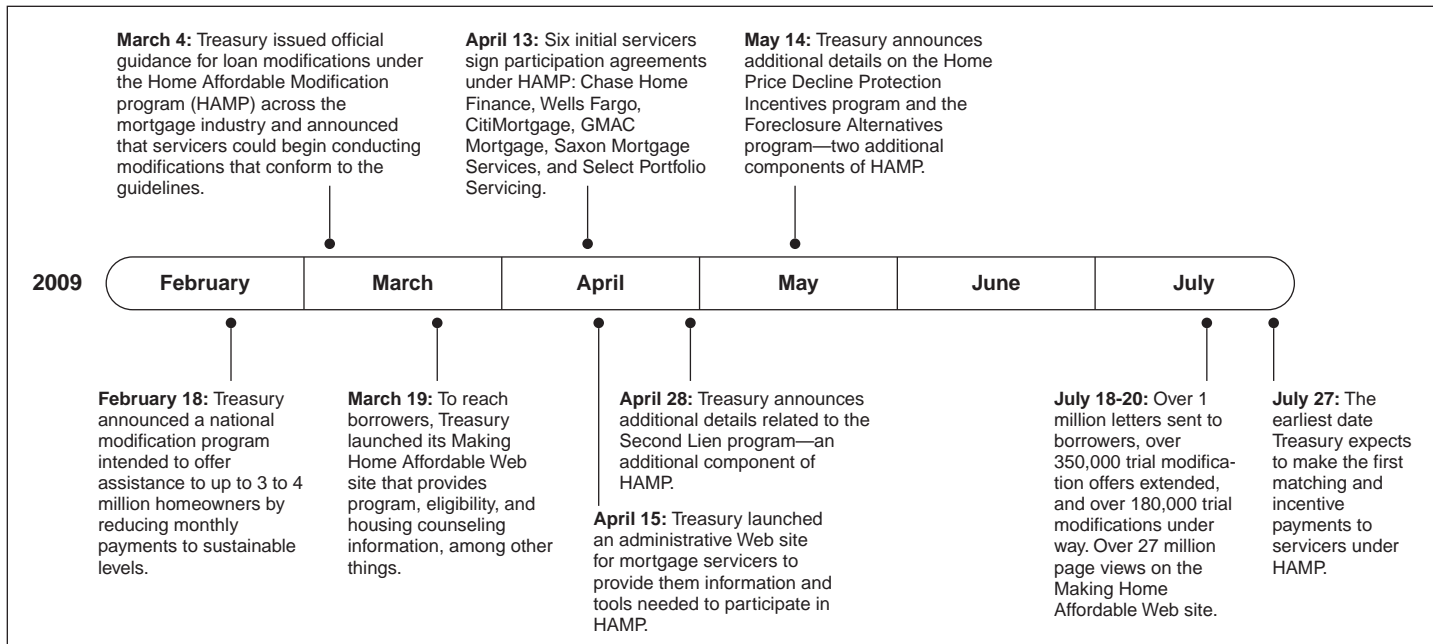 March 4: Treasury issued official
guidance for loan modifications under
the Home Affordable Modification
program (HAMP) across the
mortgage industry and announced
that servicers could begin conducting
modifications that conform to the
guidelines.
April 13: Six initial servicers
sign participation agreements
under HAMP: Chase Home
Finance, Wells Fargo,
CitiMortgage, GMAC
Mortgage, Saxon Mortgage
Services, and Select Portfolio
Servicing.
May 14: Treasury announces
additional details on the Home
Price Decline Protection
Incentives program and the
Foreclosure Alternatives
program—two additional
components of HAMP.
2009 February March April May June July
February 18: Treasury
announced a national
modification program
intended to offer
assistance to up to 3 to 4
million homeowners by
reducing monthly
payments to sustainable
levels.
March 19: To reach
borrowers, Treasury
launched its Making
Home Affordable Web
site that provides
program, eligibility, and
housing counseling
information, among other
things.
April 28: Treasury announces
additional details related to the
Second Lien program—an
additional component of
HAMP.
April 15: Treasury launched
an administrative Web site
for mortgage servicers to
provide them information and
tools needed to participate in
HAMP.
July 18-20: Over 1
million letters sent to
borrowers, over
350,000 trial modifica-
tion offers extended,
and over 180,000 trial
modifications under
way. Over 27 million
page views on the
Making Home
Affordable Web site.
July 27: The
earliest date
Treasury expects
to make the first
matching and
incentive
payments to
servicers under
HAMP.